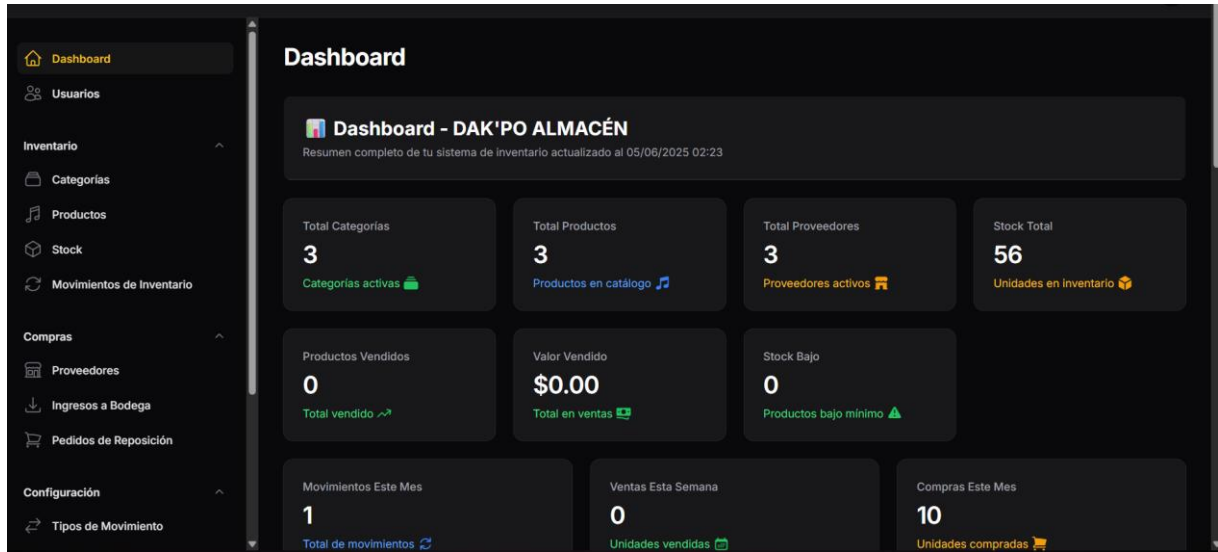 Dashboard
Usuarios
Inventario
Categorías
Productos
Stock
Movimientos de Inventario
Compras
Proveedores
Ingresos a Bodega
Pedidos de Reposición
Configuración
Tipos de Movimiento
Dashboard
Dashboard - DAK'PO ALMACÉN
Resumen completo de tu sistema de inventario actualizado al 05/06/2025 02:23
Total Categorías
3
Categorías activas
Total Productos
3
Productos en catálogo
Total Proveedores
3
Proveedores activos
Stock Total
56
Unidades en inventario
Productos Vendidos
0
Total vendido
Valor Vendido
$0.00
Total en ventas
Stock Bajo
0
Productos bajo mínimo
Movimientos Este Mes
1
Total de movimientos
Ventas Esta Semana
0
Unidades vendidas
Compras Este Mes
10
Unidades compradas